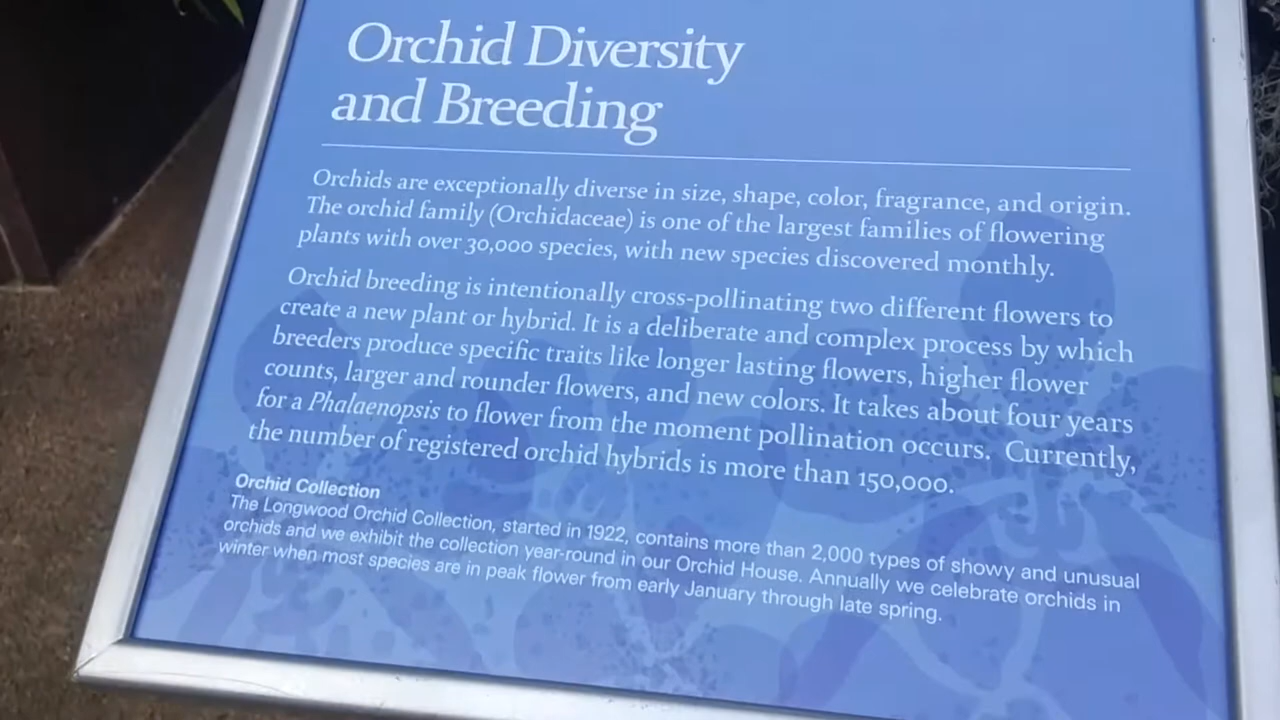 Orchid Diversity
and Breeding
Orchids are exceptionally diverse in size, shape, color, fragrance, and origin.
The orchid family (Orchidaceae) is one of the largest families of flowering
plants with over 30,000 species, with new species discovered monthly.
Orchid breeding is intentionally cross-pollinating two different flowers to
create a new plant or hybrid. It is a deliberate and complex process by which
breeders produce specific traits like longer lasting flowers, higher flower
counts, larger and rounder flowers, and new colors. It takes about four years
for a Phalaenopsis to flower from the moment pollination occurs. Currently,
the number of registered orchid hybrids is more than 150,000.
Orchid Collection
The Longwood Orchid Collection, started in 1922, contains more than 2,000 types of showy and unusual
orchids and we exhibit the collection year-round in our Orchid House. Annually we celebrate orchids in
winter when most species are in peak flower from early January through late spring.